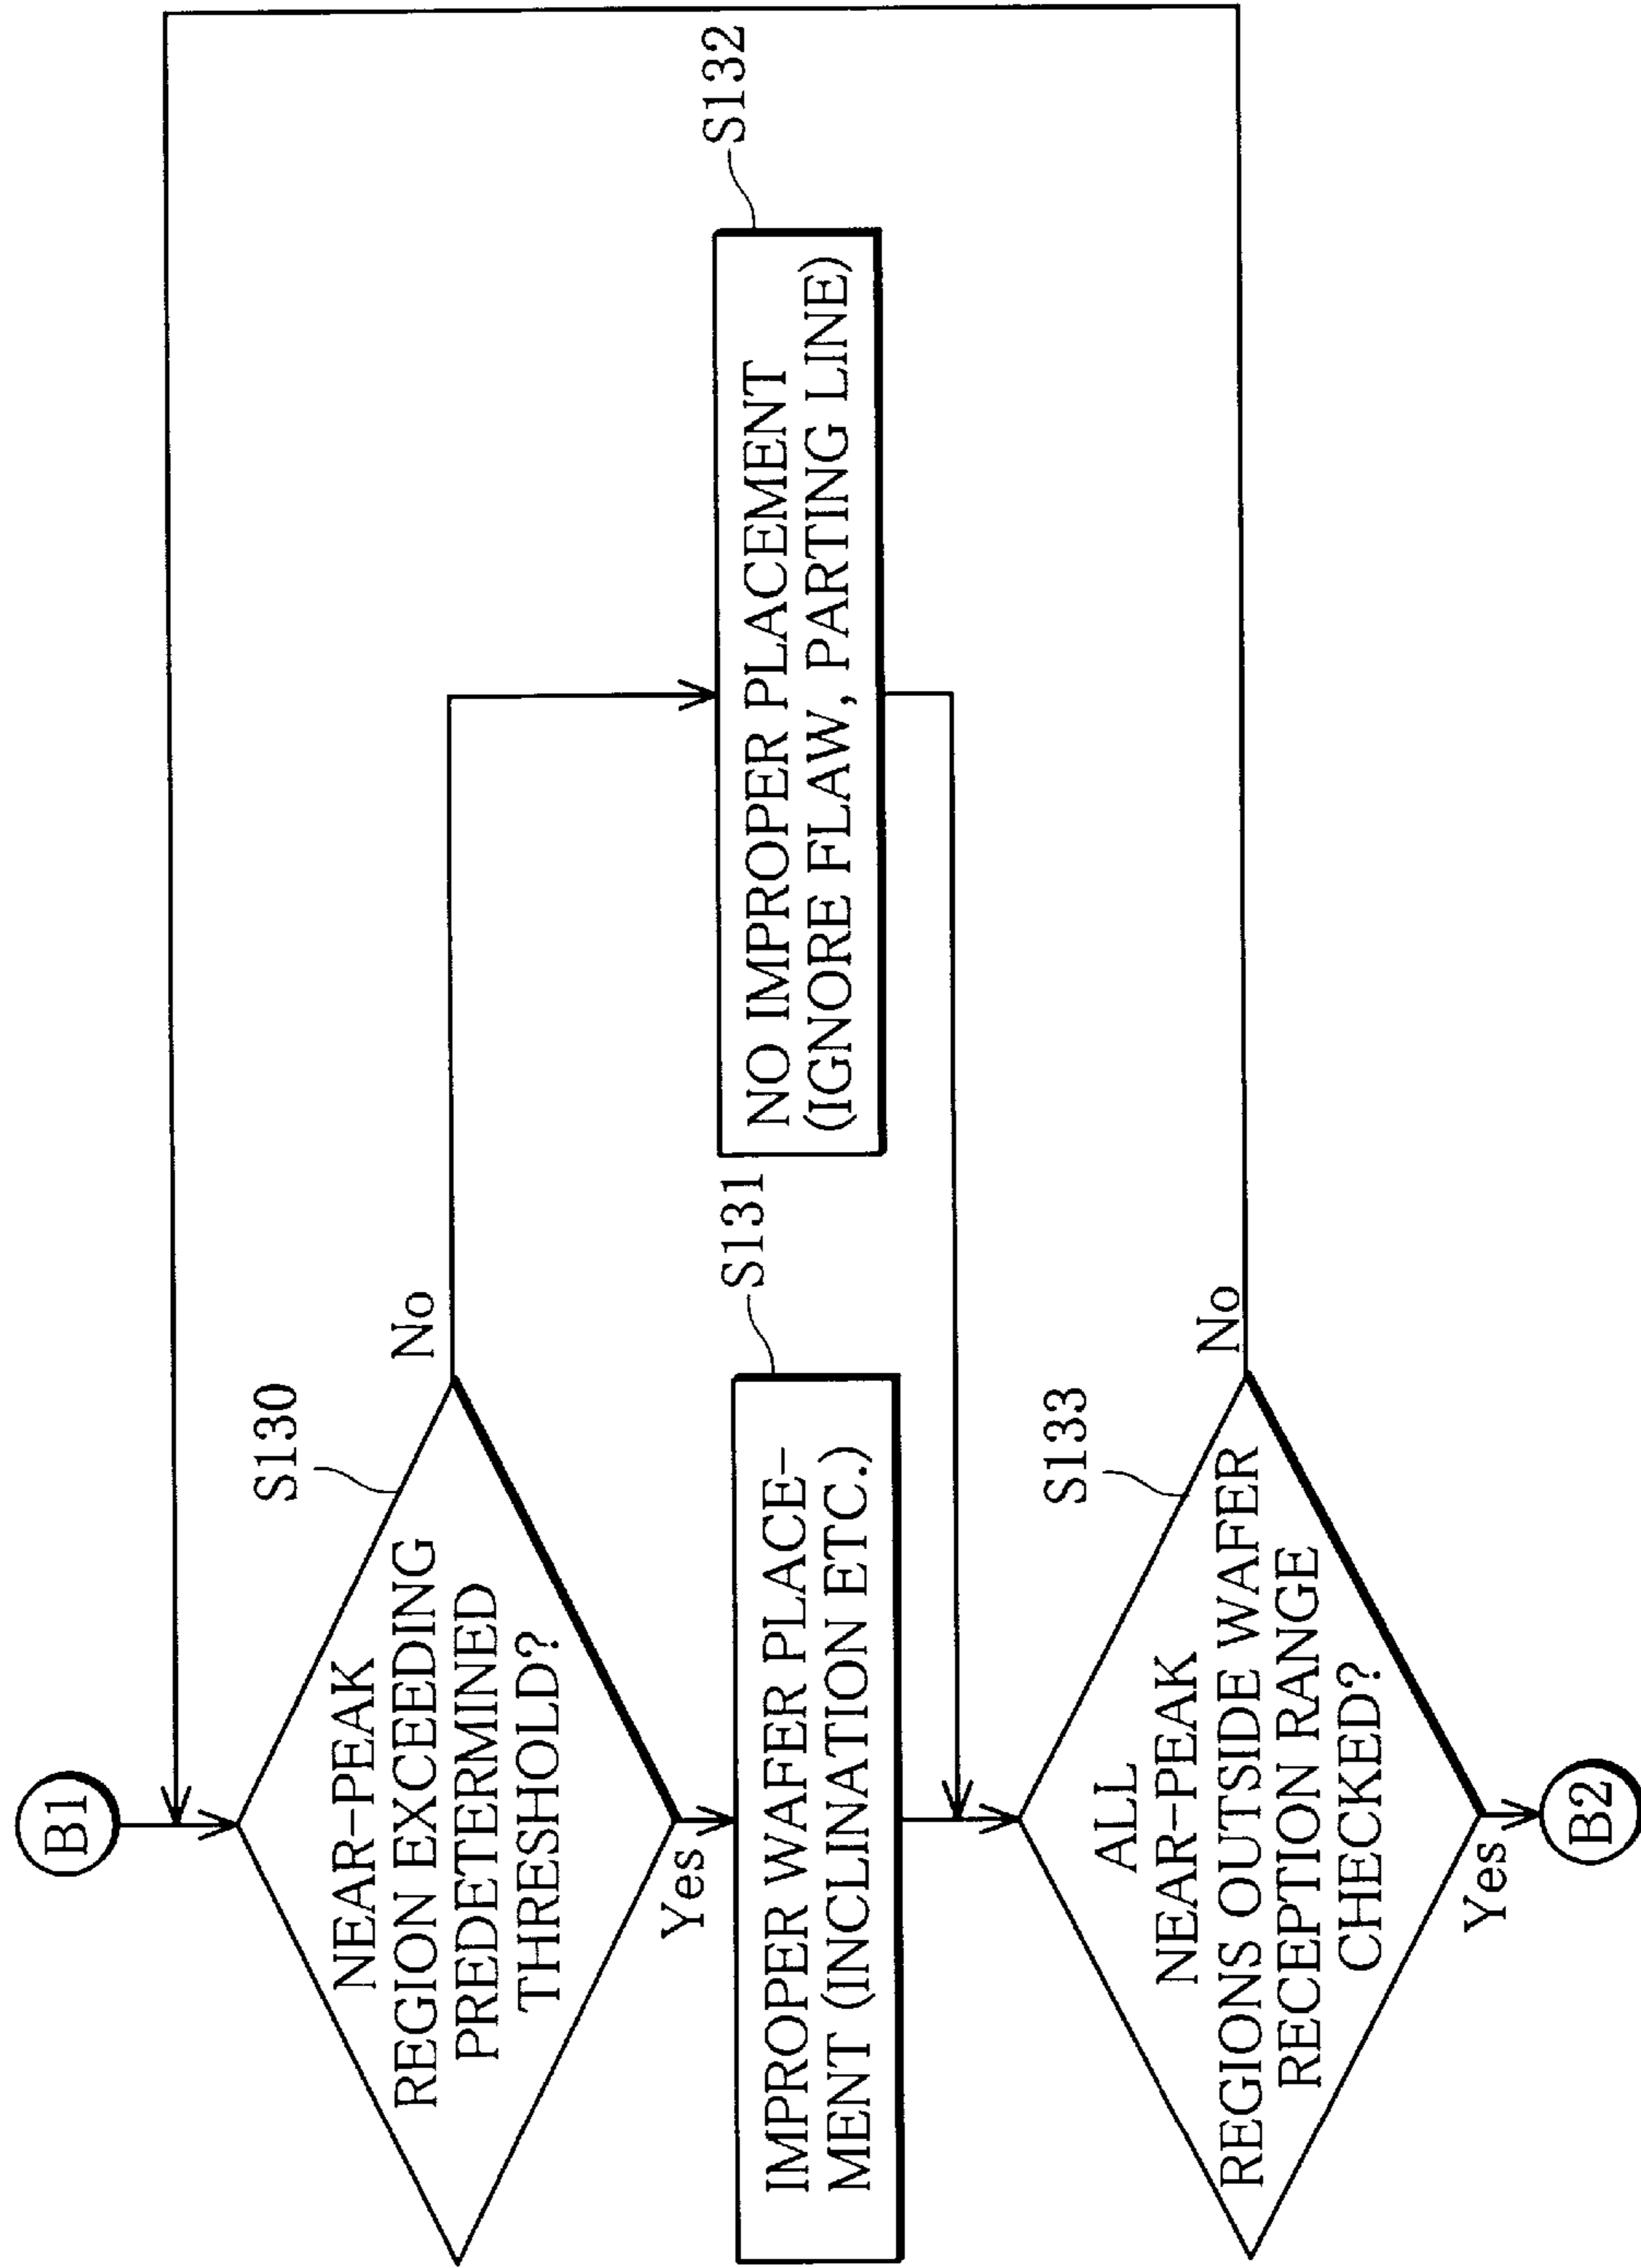 B1
S130
NEAR-PEAK
REGION EXCEEDING
PREDETERMINED
THRESHOLD?
No
Yes
S131
IMPROPER WAFER PLACE-
MENT (INCLINATION ETC.)
S132
NO IMPROPER PLACEMENT
(IGNORE FLAW, PARTING LINE)
S133
ALL
NEAR-PEAK
REGIONS OUTSIDE WAFER
RECEPTION RANGE
CHECKED?
No
Yes
B2